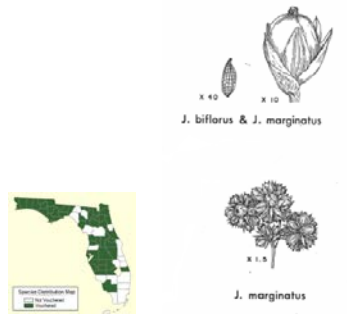 X 40
X 10
J. biflorus & J. marginatus
X 1.5
J. marginatus
Species Distribution Map
Not Vouchered
Vouchered